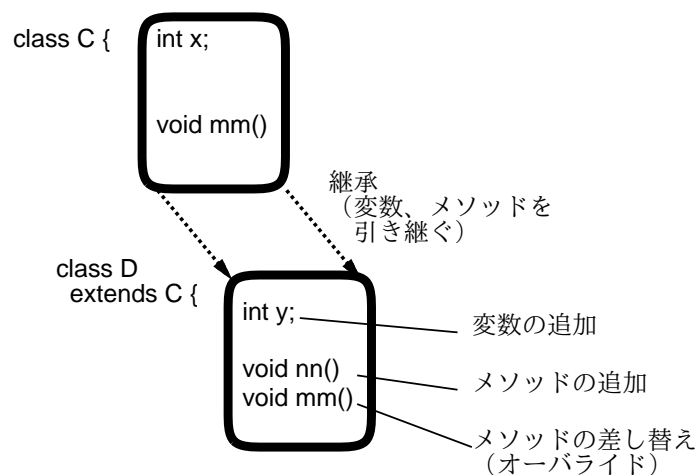 class C {
int x;
void mm()
継承
（変数、メソッドを
引き継ぐ）
class D
extends C {
int y;
変数の追加
void nn()
メソッドの追加
void mm()
メソッドの差し替え
（オーバライド）